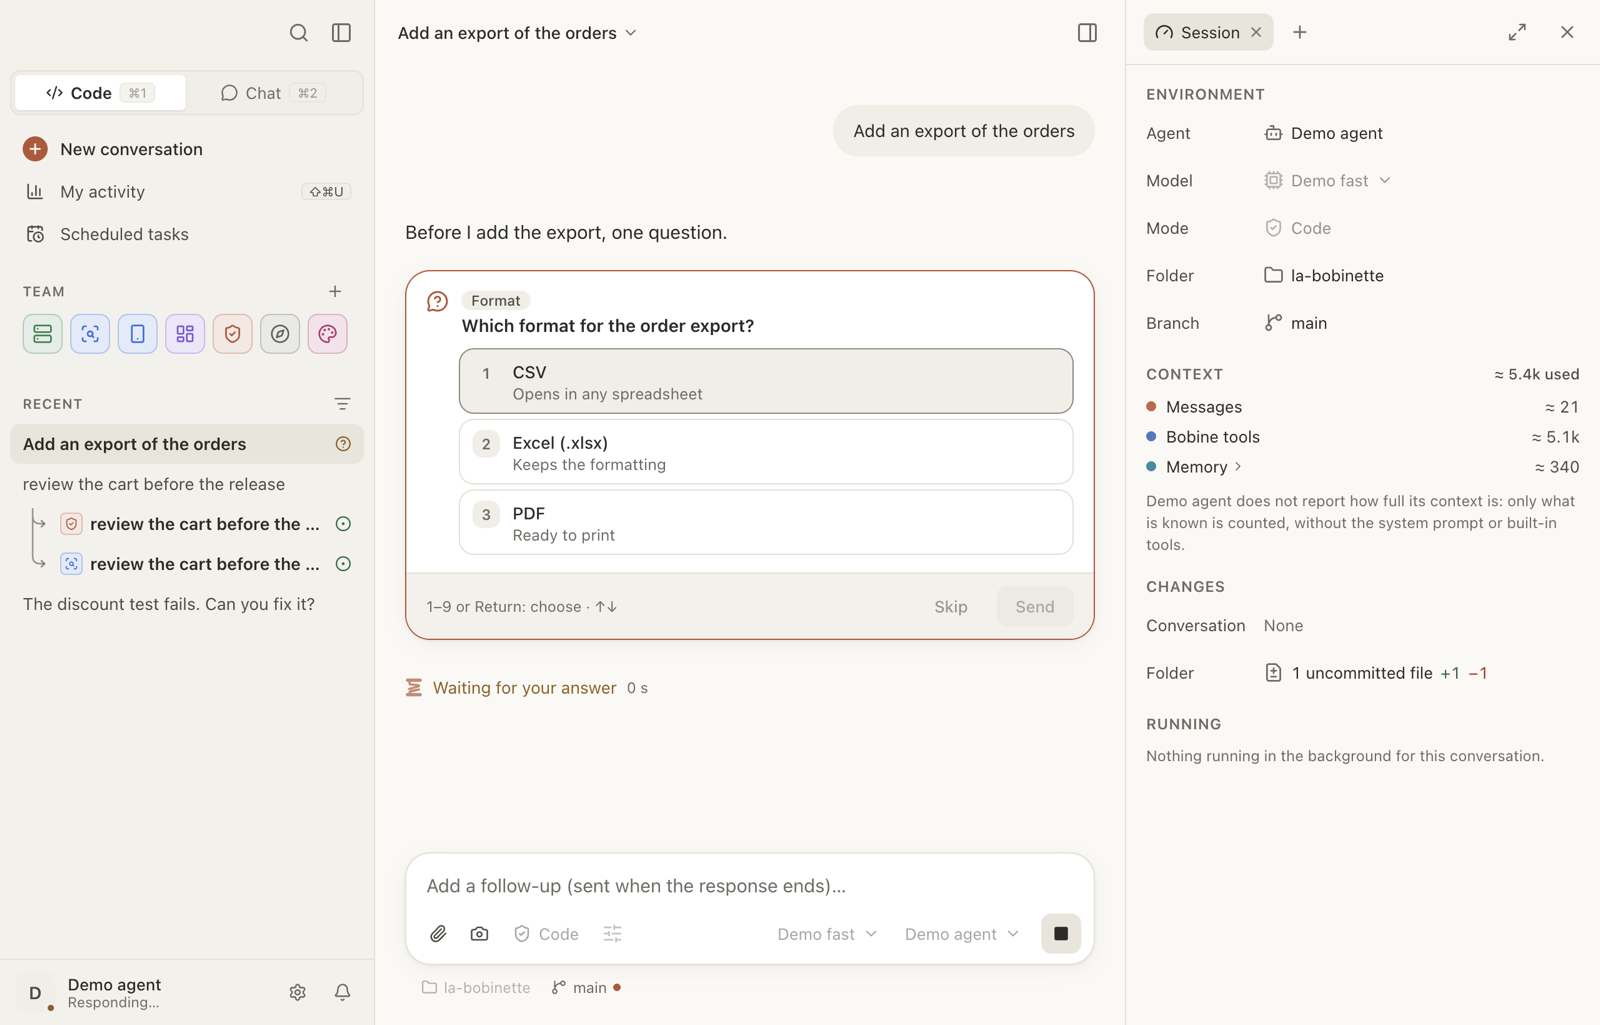 Code ⌘1
Chat ⌘2
New conversation
My activity ⇧⌘U
Scheduled tasks
TEAM
RECENT
Add an export of the orders
review the cart before the release
review the cart before the ...
review the cart before the ...
The discount test fails. Can you fix it?
D
Demo agent
Responding...
Add an export of the orders
Add an export of the orders
Before I add the export, one question.
Format
Which format for the order export?
1 CSV
Opens in any spreadsheet
2 Excel (.xlsx)
Keeps the formatting
3 PDF
Ready to print
1–9 or Return: choose · ↑↓
Skip
Send
Waiting for your answer 0 s
Add a follow-up (sent when the response ends)...
Code
Demo fast
Demo agent
la-bobinette
main
Session
ENVIRONMENT
Agent Demo agent
Model Demo fast
Mode Code
Folder la-bobinette
Branch main
CONTEXT ≈ 5.4k used
Messages ≈ 21
Bobine tools ≈ 5.1k
Memory ≈ 340
Demo agent does not report how full its context is: only what
is known is counted, without the system prompt or built-in
tools.
CHANGES
Conversation None
Folder 1 uncommitted file +1 −1
RUNNING
Nothing running in the background for this conversation.